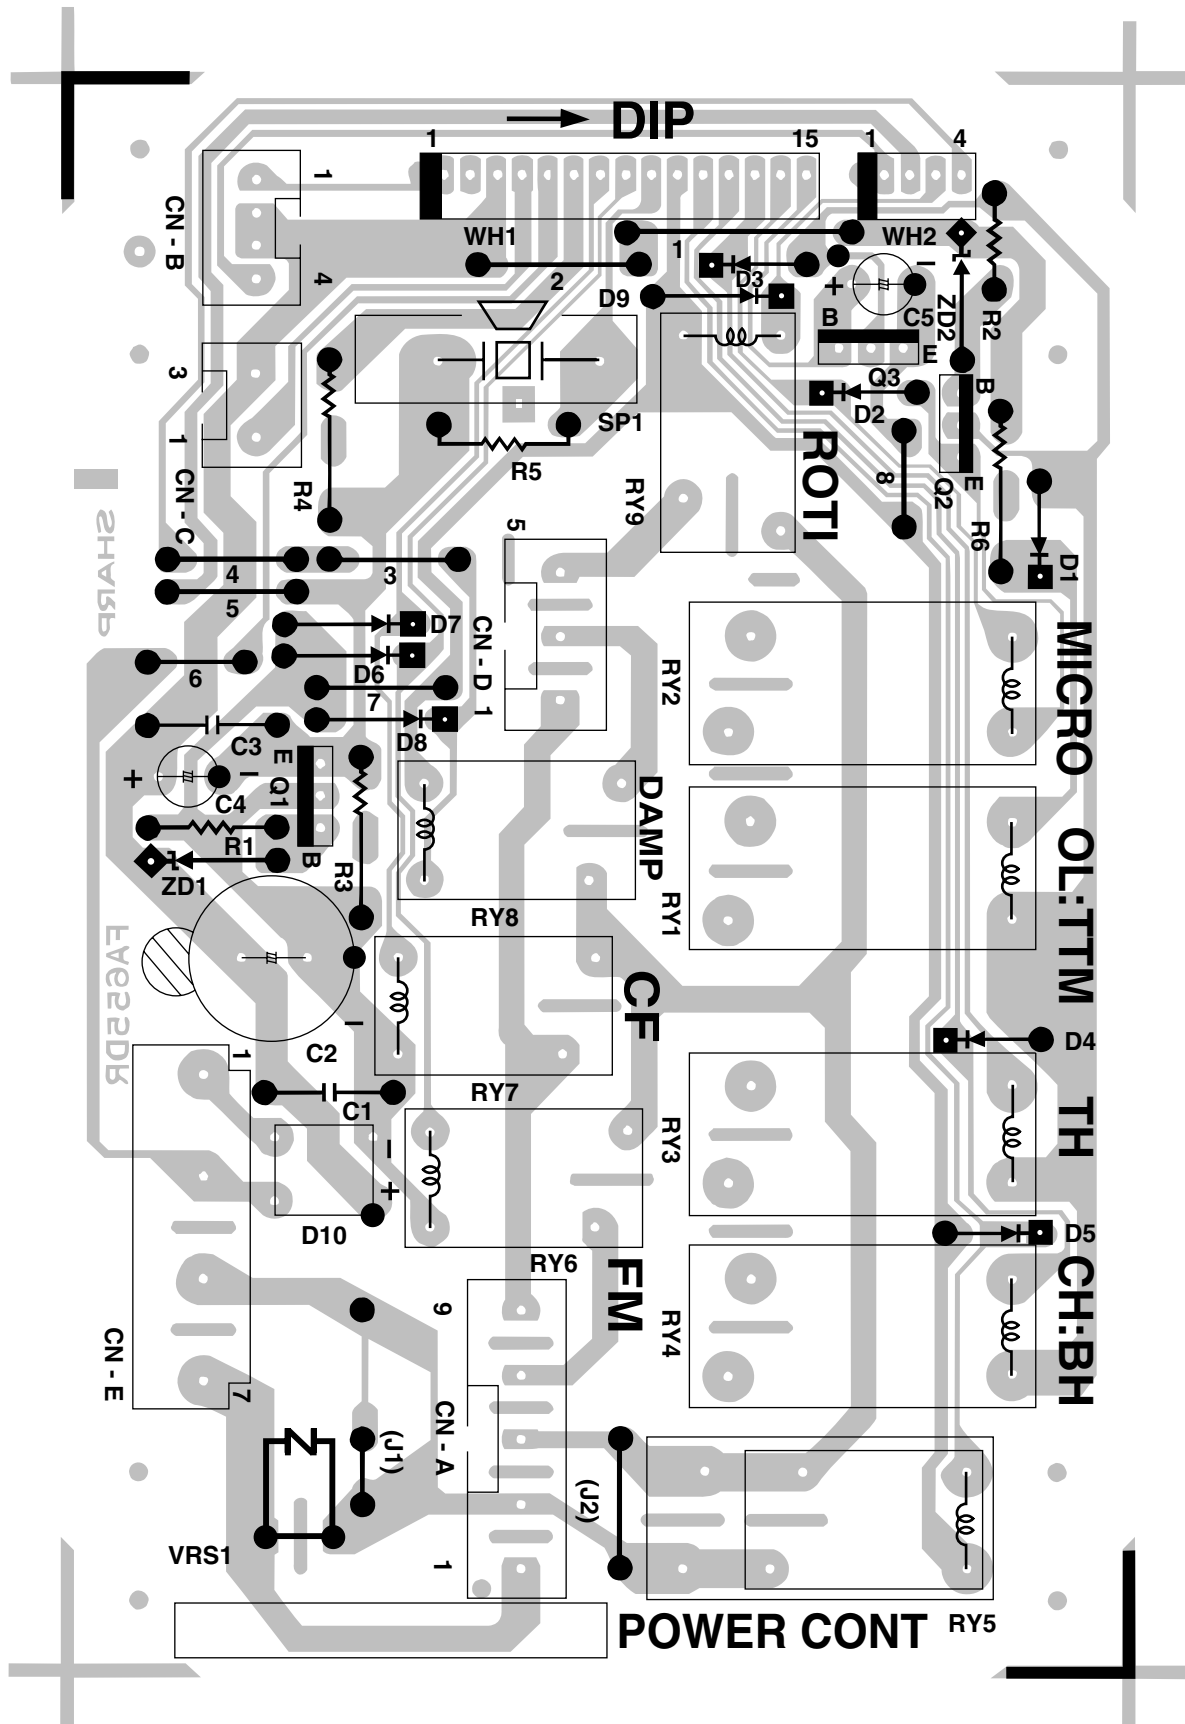 DIP
1
15
1
4
1
4
CN - B
WH1
WH2
1
2
D3
D9
+
−
C5
ZD2
R2
B
E
Q3
D2
B
E
Q2
3
1
CN - C
SP1
R5
R4
RY9
ROTI
8
R6
D1
SHARP
4
3
5
5
CN - D
1
D7
D6
6
7
D8
RY2
MICRO
C3
E
+
−
C4
Q1
R1
B
ZD1
R3
DAMP
RY8
RY1
OL:TTM
FA655DR
CF
−
C2
D4
1
C1
RY7
RY3
TH
−
+
D10
D5
RY6
FM
9
RY4
CH:BH
CN - E
7
(J1)
CN - A
(J2)
VRS1
1
POWER CONT
RY5